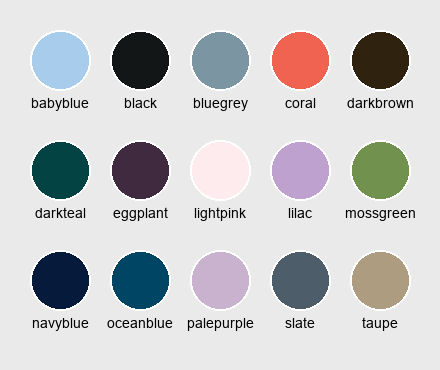 babyblue black bluegrey coral darkbrown
darkteal eggplant lightpink lilac mossgreen
navyblue oceanblue palepurple slate taupe